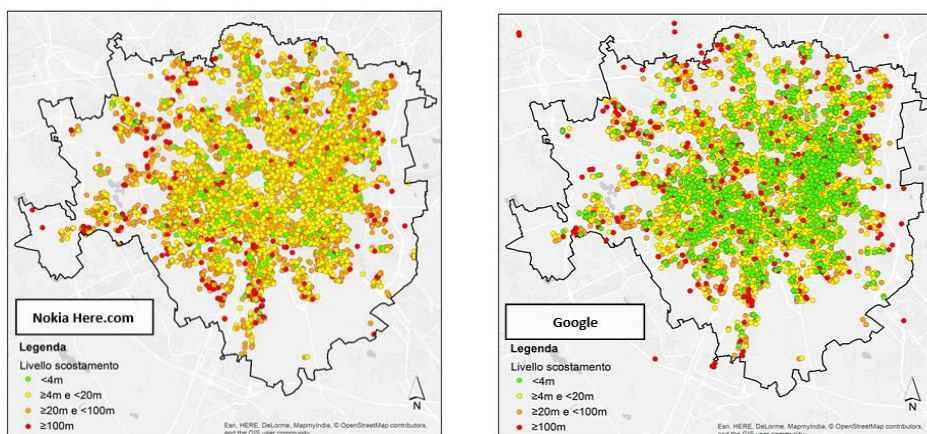 Nokia Here.com
Legenda
Livello scostamento
<4m
≥4m e <20m
≥20m e <100m
≥100m
N
Esri, HERE, DeLorme, MapmyIndia, © OpenStreetMap contributors,
and the GIS user community
Google
Legenda
Livello scostamento
<4m
≥4m e <20m
≥20m e <100m
≥100m
N
Esri, HERE, DeLorme, MapmyIndia, © OpenStreetMap contributors,
and the GIS user community